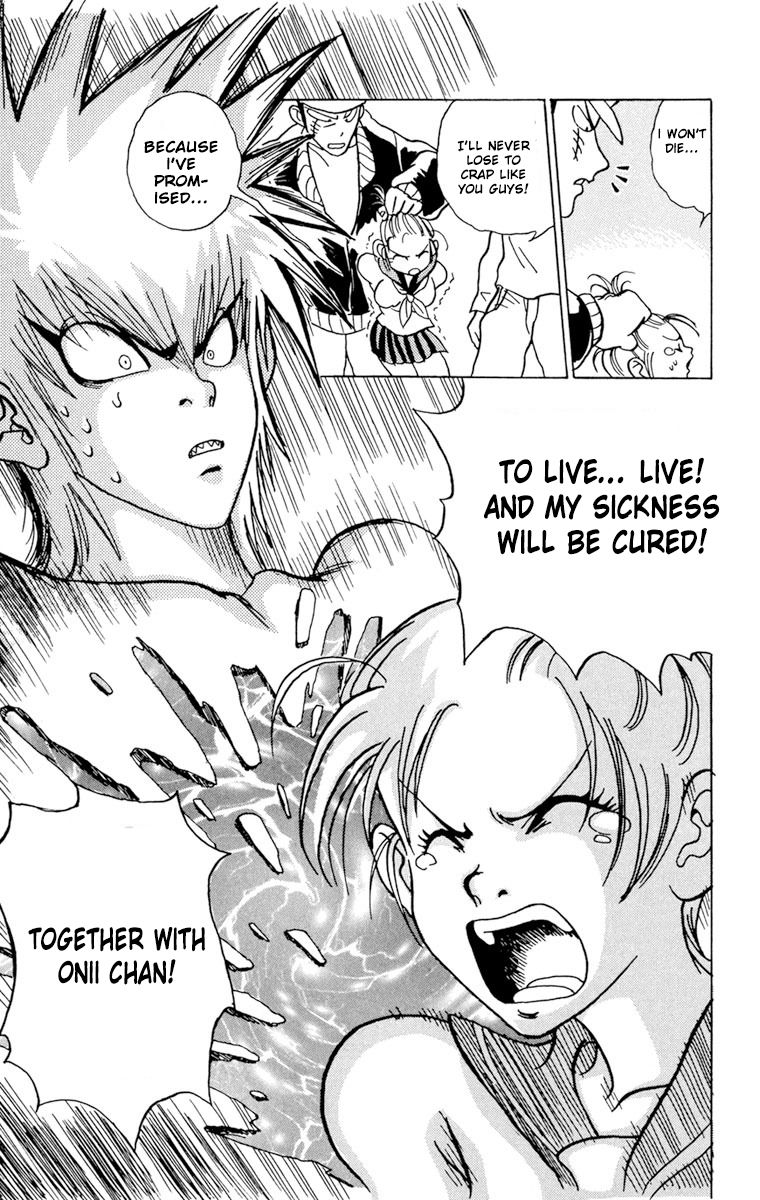 I WON'T
DIE...
I'LL NEVER
LOSE TO
CRAP LIKE
YOU GUYS!
BECAUSE
I'VE
PROM-
ISED...
TO LIVE... LIVE!
AND MY SICKNESS
WILL BE CURED!
TOGETHER WITH
ONII CHAN!